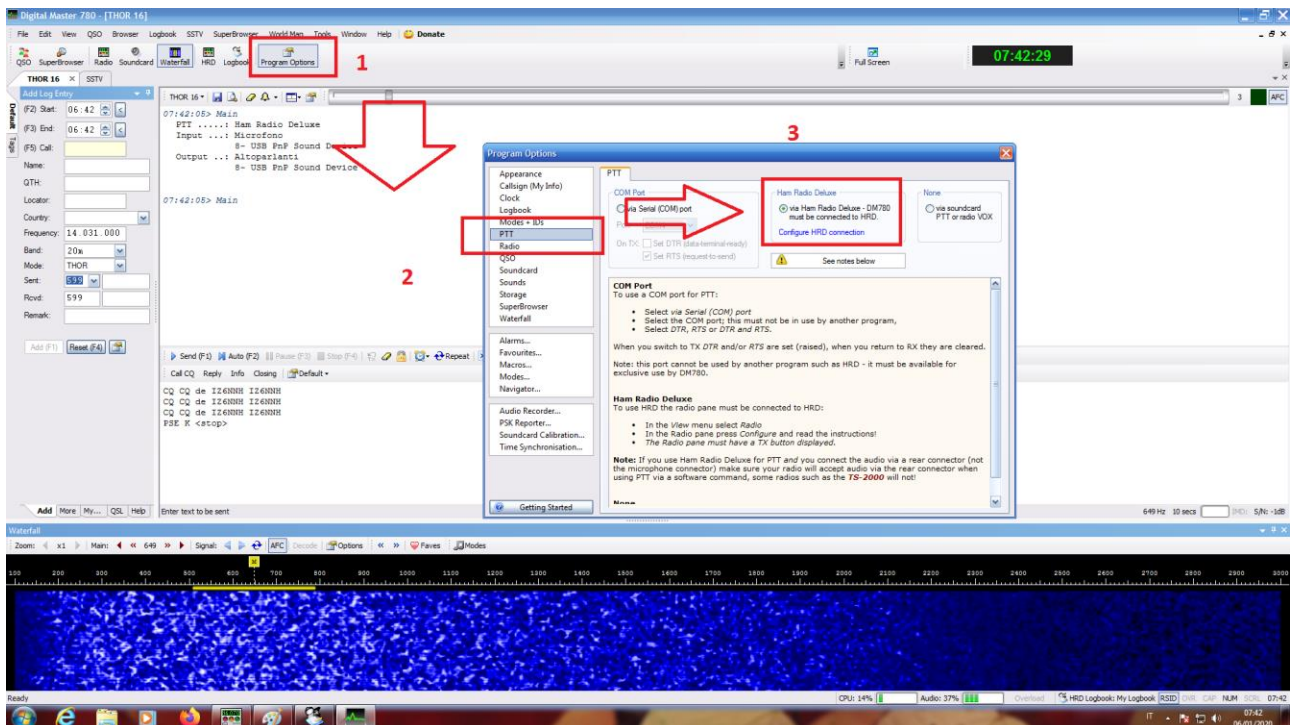 Digital Master 780 - [THOR 16]
File Edit View QSO Browser Logbook SSTV SuperBrowser World Map Tools Window Help Donate
QSO SuperBrowser Radio Soundcard Waterfall HRD Logbook Program Options
1
Full Screen
07:42:29
THOR 16 SSTV
Add Log Entry
Default
Tags
(F2) Start: 06:42
(F3) End: 06:42
(F5) Call:
Name:
QTH:
Locator:
Country:
Frequency: 14.031.000
Band: 20m
Mode: THOR
Sent: 599
Rcvd: 599
Remark:
Add (F1) Reset (F4)
Add More My... QSL Help
THOR 16
3 AFC
07:42:05> Main
PTT .....: Ham Radio Deluxe
Input ...: Microfono
8- USB PnP Sound Device
Output ..: Altoparlanti
8- USB PnP Sound Device
07:42:05> Main
2
Send (F1) Auto (F2) Pause (F3) Stop (F4) Repeat
Call CQ Reply Info Closing Default
CQ CQ de IZ6NNH IZ6NNH
CQ CQ de IZ6NNH IZ6NNH
CQ CQ de IZ6NNH IZ6NNH
PSE K <stop>
Enter text to be sent
649 Hz 10 secs S/N: -1dB
3
Program Options
Appearance
Callsign (My Info)
Clock
Logbook
Modes + IDs
PTT
Radio
QSO
Soundcard
Sounds
Storage
SuperBrowser
Waterfall
Alarms...
Favourites...
Macros...
Modes...
Navigator...
Audio Recorder...
PSK Reporter...
Soundcard Calibration...
Time Synchronisation...
Getting Started
PTT
COM Port
via Serial (COM) port
On TX: Set DTR (data-terminal-ready)
Set RTS (request-to-send)
Ham Radio Deluxe
via Ham Radio Deluxe - DM780
must be connected to HRD.
Configure HRD connection
None
via soundcard
PTT or radio VOX
See notes below
COM Port
To use a COM port for PTT:
Select via Serial (COM) port
Select the COM port; this must not be in use by another program,
Select DTR, RTS or DTR and RTS.
When you switch to TX DTR and/or RTS are set (raised), when you return to RX they are cleared.
Note: this port cannot be used by another program such as HRD - it must be available for
exclusive use by DM780.
Ham Radio Deluxe
To use HRD the radio pane must be connected to HRD:
In the View menu select Radio
In the Radio pane press Configure and read the instructions!
The Radio pane must have a TX button displayed.
Note: If you use Ham Radio Deluxe for PTT and you connect the audio via a rear connector (not
the microphone connector) make sure your radio will accept audio via the rear connector when
using PTT via a software command, some radios such as the TS-2000 will not!
None
Waterfall
Zoom: x1 Main: 649 Signal: AFC Decode Options Faves Modes
100 200 300 400 500 600 700 800 900 1000 1100 1200 1300 1400 1500 1600 1700 1800 1900 2000 2100 2200 2300 2400 2500 2600 2700 2800 2900 3000
Ready
CPU: 14% Audio: 37% Overload HRD Logbook: My Logbook RSID OVR CAP NUM SCRL 07:42
IT
07:42
06/01/2020